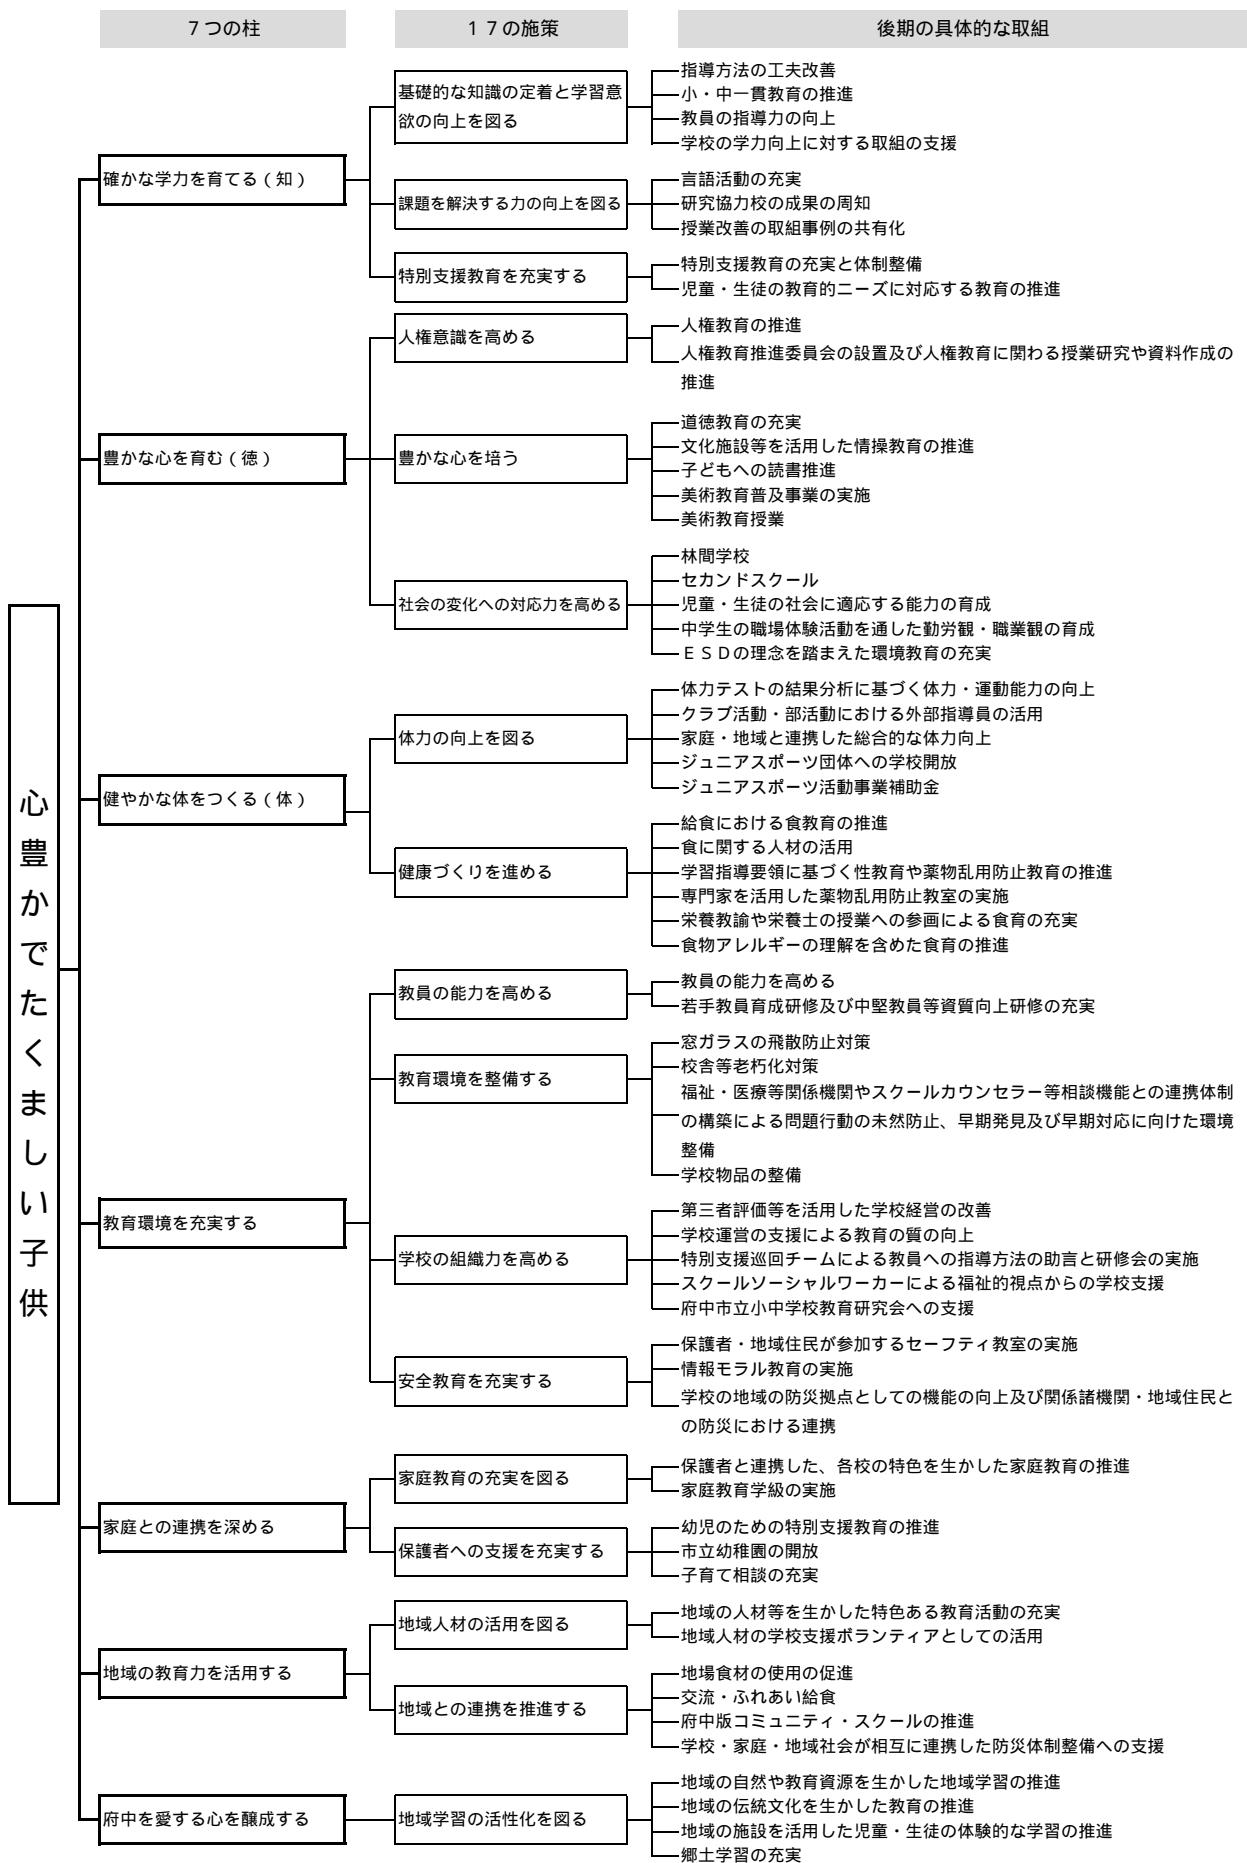 ７つの柱
１７の施策
後期の具体的な取組
心豊かでたくましい子供
確かな学力を育てる（知）
基礎的な知識の定着と学習意
欲の向上を図る
指導方法の工夫改善
小・中一貫教育の推進
教員の指導力の向上
学校の学力向上に対する取組の支援
課題を解決する力の向上を図る
言語活動の充実
研究協力校の成果の周知
授業改善の取組事例の共有化
特別支援教育を充実する
特別支援教育の充実と体制整備
児童・生徒の教育的ニーズに対応する教育の推進
豊かな心を育む（徳）
人権意識を高める
人権教育の推進
人権教育推進委員会の設置及び人権教育に関わる授業研究や資料作成の
推進
豊かな心を培う
道徳教育の充実
文化施設等を活用した情操教育の推進
子どもへの読書推進
美術教育普及事業の実施
美術教育授業
社会の変化への対応力を高める
林間学校
セカンドスクール
児童・生徒の社会に適応する能力の育成
中学生の職場体験活動を通した勤労観・職業観の育成
ＥＳＤの理念を踏まえた環境教育の充実
健やかな体をつくる（体）
体力の向上を図る
体力テストの結果分析に基づく体力・運動能力の向上
クラブ活動・部活動における外部指導員の活用
家庭・地域と連携した総合的な体力向上
ジュニアスポーツ団体への学校開放
ジュニアスポーツ活動事業補助金
健康づくりを進める
給食における食教育の推進
食に関する人材の活用
学習指導要領に基づく性教育や薬物乱用防止教育の推進
専門家を活用した薬物乱用防止教室の実施
栄養教諭や栄養士の授業への参画による食育の充実
食物アレルギーの理解を含めた食育の推進
教育環境を充実する
教員の能力を高める
教員の能力を高める
若手教員育成研修及び中堅教員等資質向上研修の充実
教育環境を整備する
窓ガラスの飛散防止対策
校舎等老朽化対策
福祉・医療等関係機関やスクールカウンセラー等相談機能との連携体制
の構築による問題行動の未然防止、早期発見及び早期対応に向けた環境
整備
学校物品の整備
学校の組織力を高める
第三者評価等を活用した学校経営の改善
学校運営の支援による教育の質の向上
特別支援巡回チームによる教員への指導方法の助言と研修会の実施
スクールソーシャルワーカーによる福祉的視点からの学校支援
府中市立小中学校教育研究会への支援
安全教育を充実する
保護者・地域住民が参加するセーフティ教室の実施
情報モラル教育の実施
学校の地域の防災拠点としての機能の向上及び関係諸機関・地域住民と
の防災における連携
家庭との連携を深める
家庭教育の充実を図る
保護者と連携した、各校の特色を生かした家庭教育の推進
家庭教育学級の実施
保護者への支援を充実する
幼児のための特別支援教育の推進
市立幼稚園の開放
子育て相談の充実
地域の教育力を活用する
地域人材の活用を図る
地域の人材等を生かした特色ある教育活動の充実
地域人材の学校支援ボランティアとしての活用
地域との連携を推進する
地場食材の使用の促進
交流・ふれあい給食
府中版コミュニティ・スクールの推進
学校・家庭・地域社会が相互に連携した防災体制整備への支援
府中を愛する心を醸成する
地域学習の活性化を図る
地域の自然や教育資源を生かした地域学習の推進
地域の伝統文化を生かした教育の推進
地域の施設を活用した児童・生徒の体験的な学習の推進
郷土学習の充実